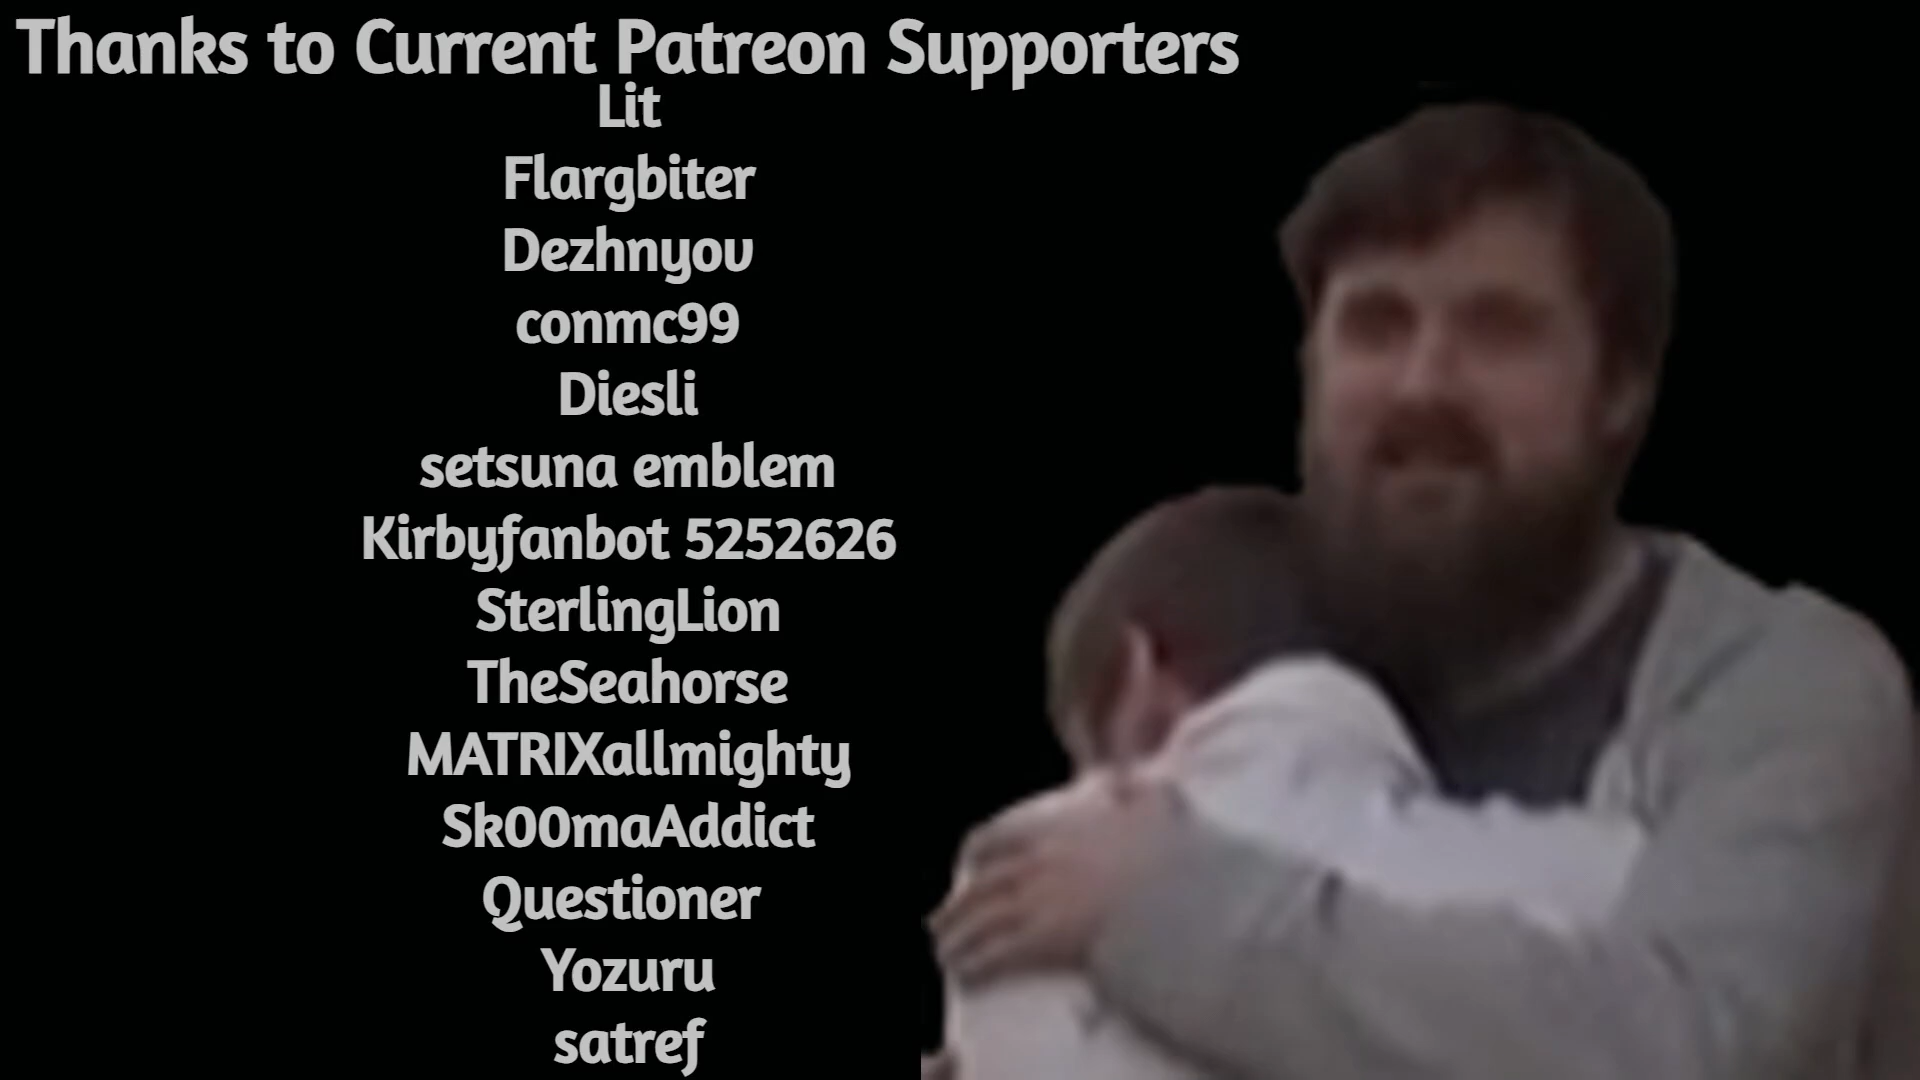 Thanks to Current Patreon Supporters
Lit
Flargbiter
Dezhnyov
conmc99
Diesli
setsuna emblem
Kirbyfanbot 5252626
SterlingLion
TheSeahorse
MATRIXallmighty
Sk00maAddict
Questioner
Yozuru
satref